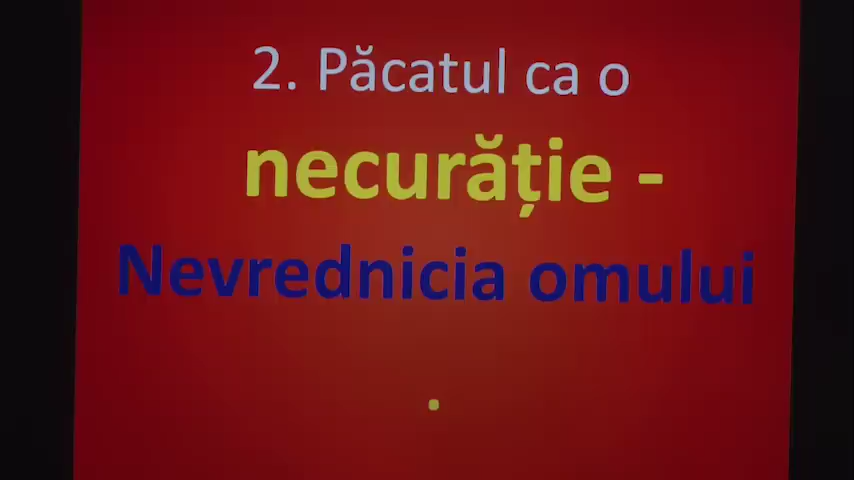 2. Păcatul ca o
necurăție -
Nevrednicia omului
.